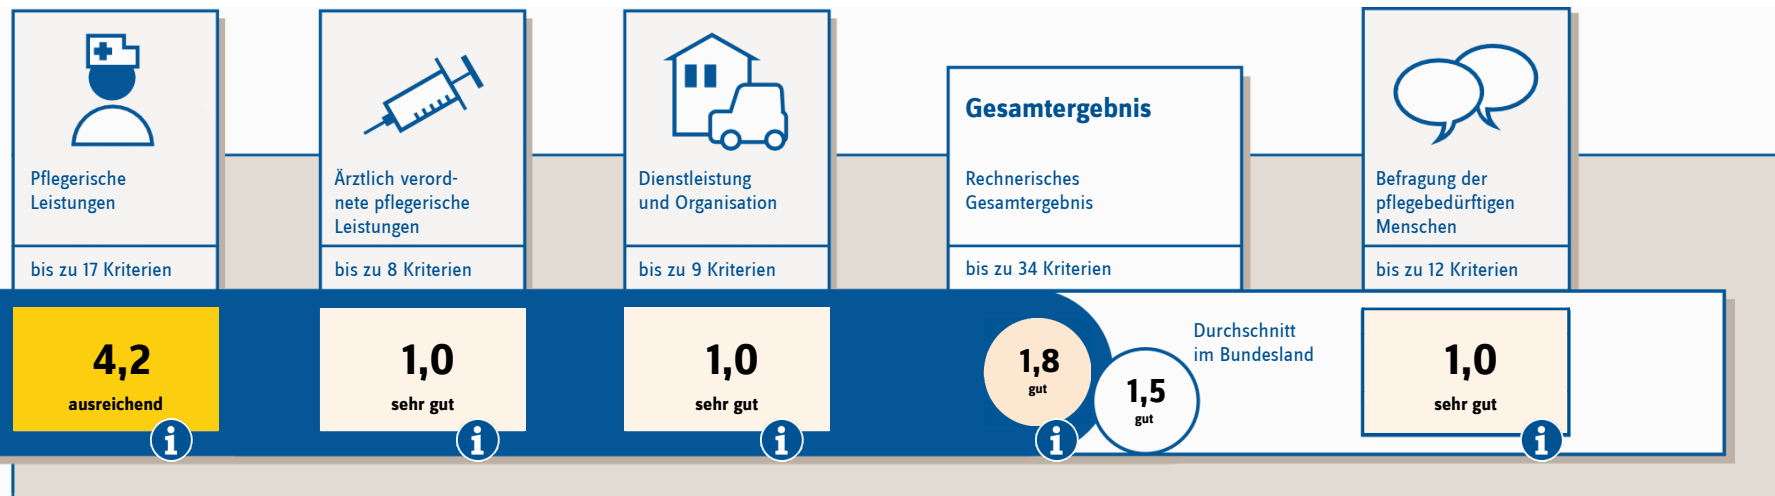 Pflegerische
Leistungen
bis zu 17 Kriterien
4,2
ausreichend
Ärztlich verord-
nete pflegerische
Leistungen
bis zu 8 Kriterien
1,0
sehr gut
Dienstleistung
und Organisation
bis zu 9 Kriterien
1,0
sehr gut
Gesamtergebnis
Rechnerisches
Gesamtergebnis
bis zu 34 Kriterien
1,8
gut
1,5
gut
Durchschnitt
im Bundesland
Befragung der
pflegebedürftigen
Menschen
bis zu 12 Kriterien
1,0
sehr gut